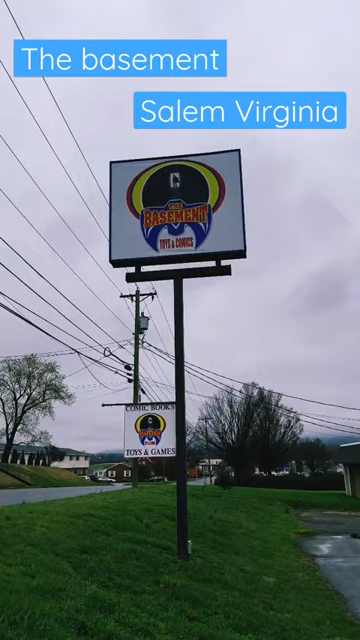 The basement
Salem Virginia
THE
BASEMENT
TOYS & COMICS
COMIC BOOKS
TOYS & GAMES